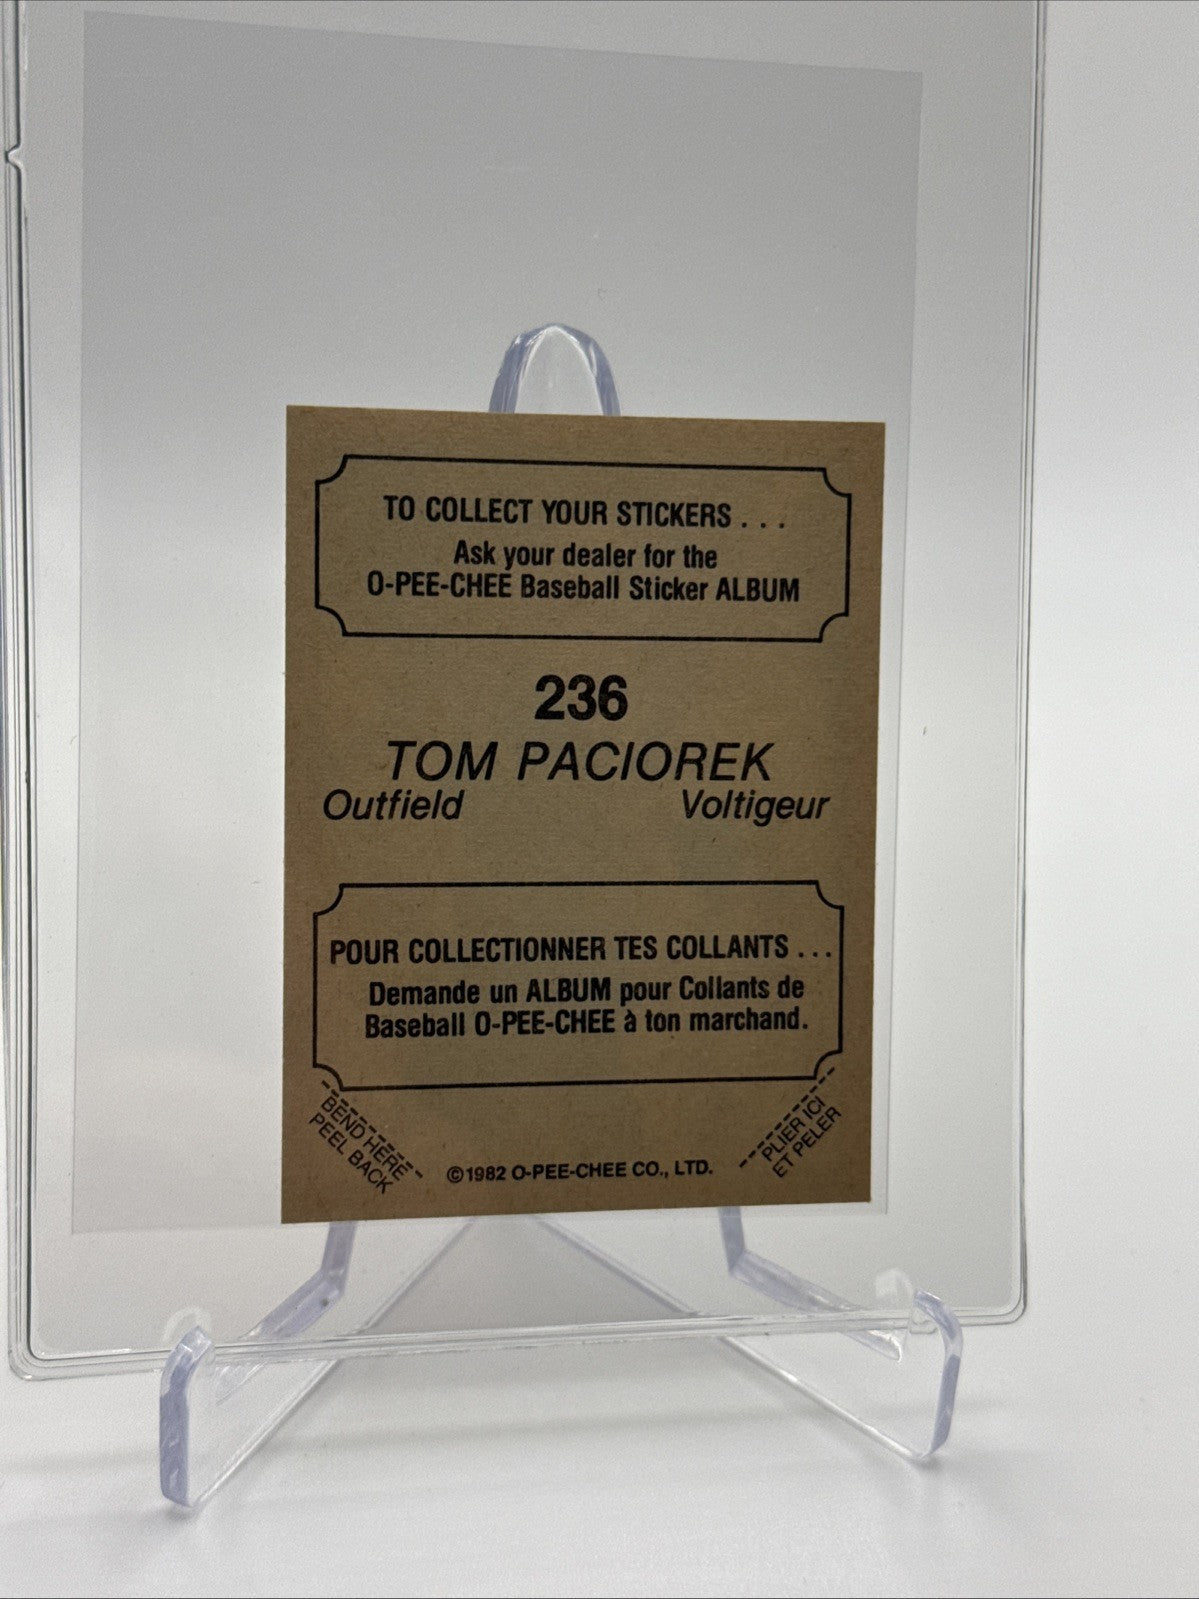 TO COLLECT YOUR STICKERS . . .
Ask your dealer for the
O-PEE-CHEE Baseball Sticker ALBUM
236
TOM PACIOREK
Outfield Voltigeur
POUR COLLECTIONNER TES COLLANTS . . .
Demande un ALBUM pour Collants de
Baseball O-PEE-CHEE à ton marchand.
BEND HERE
PEEL BACK
©1982 O-PEE-CHEE CO., LTD.
PLIER ICI
ET PELER